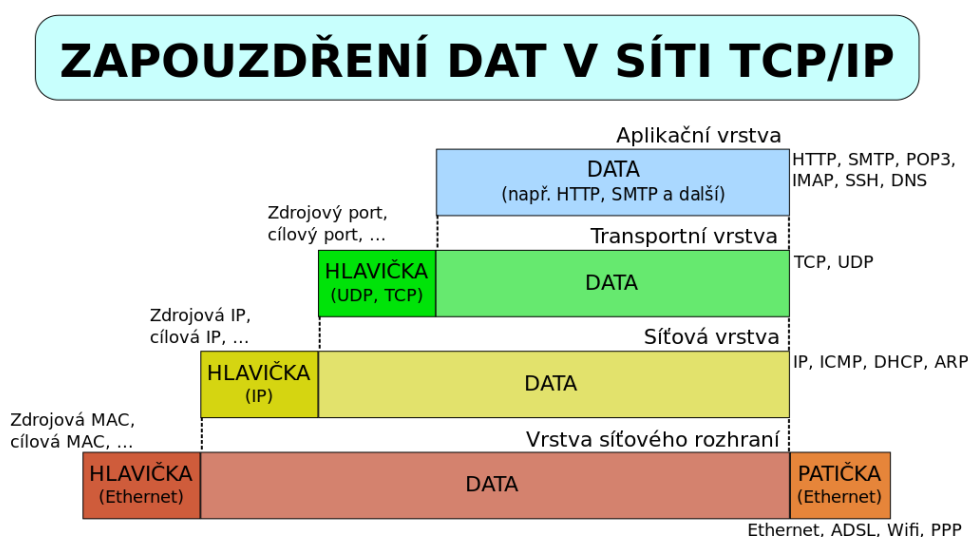 ZAPOUZDŘENÍ DAT V SÍTI TCP/IP
Aplikační vrstva
DATA
(např. HTTP, SMTP a další)
HTTP, SMTP, POP3,
IMAP, SSH, DNS
Zdrojový port,
cílový port, ...
Transportní vrstva
HLAVIČKA
(UDP, TCP)
DATA
TCP, UDP
Zdrojová IP,
cílová IP, ...
Síťová vrstva
HLAVIČKA
(IP)
DATA
IP, ICMP, DHCP, ARP
Zdrojová MAC,
cílová MAC, ...
Vrstva síťového rozhraní
HLAVIČKA
(Ethernet)
DATA
PATIČKA
(Ethernet)
Ethernet, ADSL, Wifi, PPP